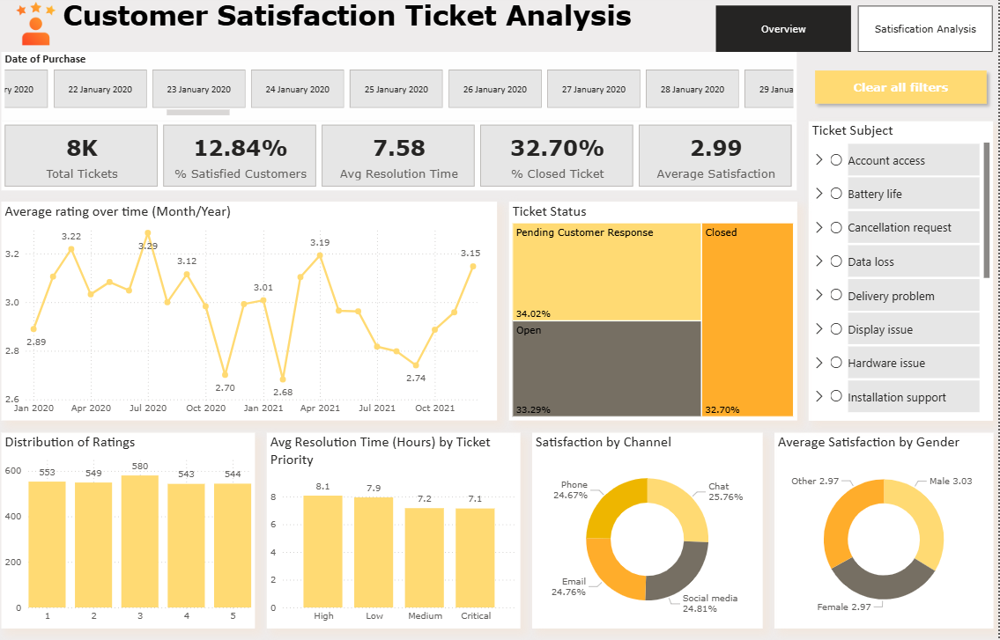 Customer Satisfaction Ticket Analysis
Overview
Satisfication Analysis
Date of Purchase
ry 2020
22 January 2020
23 January 2020
24 January 2020
25 January 2020
26 January 2020
27 January 2020
28 January 2020
29 Janua
Clear all filters
8K
Total Tickets
12.84%
% Satisfied Customers
7.58
Avg Resolution Time
32.70%
% Closed Ticket
2.99
Average Satisfaction
Ticket Subject
Account access
Battery life
Cancellation request
Data loss
Delivery problem
Display issue
Hardware issue
Installation support
Average rating over time (Month/Year)
3.2
3.0
2.8
2.6
2.89
3.22
3.29
3.12
2.70
3.01
2.68
3.19
2.74
3.15
Jan 2020
Apr 2020
Jul 2020
Oct 2020
Jan 2021
Apr 2021
Jul 2021
Oct 2021
Ticket Status
Pending Customer Response
34.02%
Open
33.29%
Closed
32.70%
Distribution of Ratings
600
400
200
0
553
549
580
543
544
1
2
3
4
5
Avg Resolution Time (Hours) by Ticket
Priority
8
6
4
2
0
8.1
7.9
7.2
7.1
High
Low
Medium
Critical
Satisfaction by Channel
Phone
24.67%
Chat
25.76%
Email
24.76%
Social media
24.81%
Average Satisfaction by Gender
Other 2.97
Male 3.03
Female 2.97